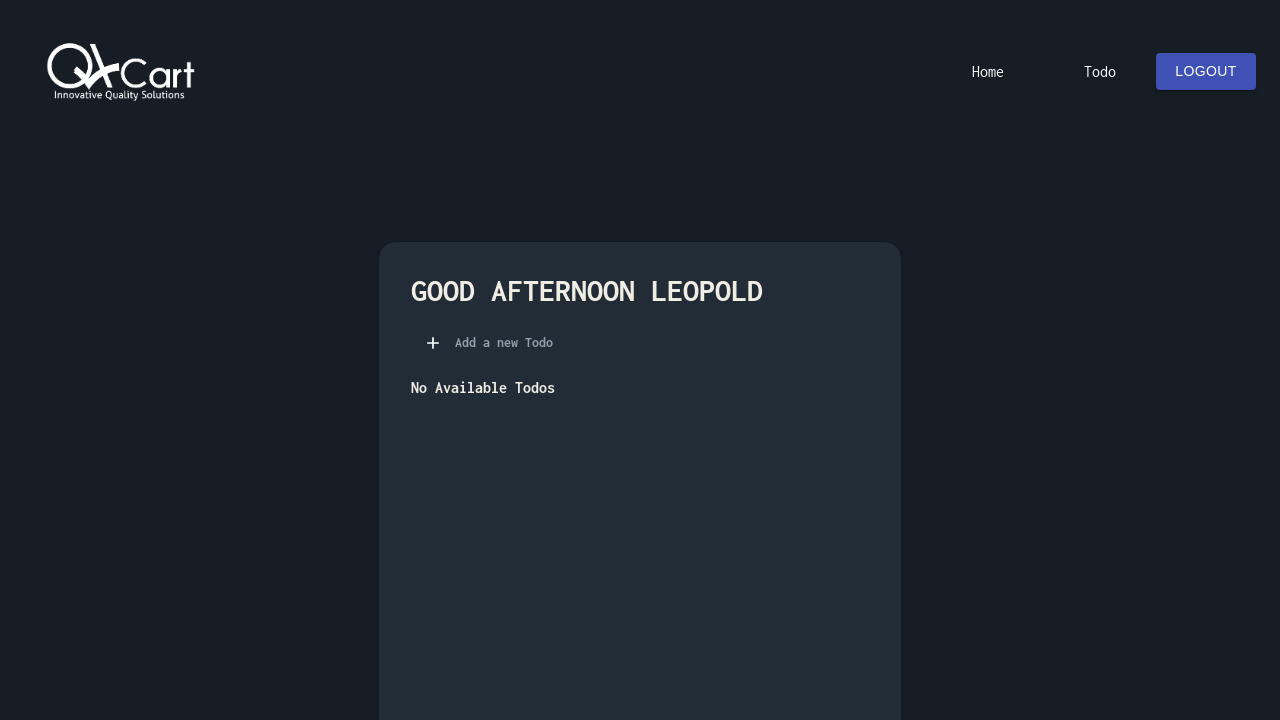 QACart
Innovative Quality Solutions
Home
Todo
LOGOUT
GOOD AFTERNOON LEOPOLD
Add a new Todo
No Available Todos